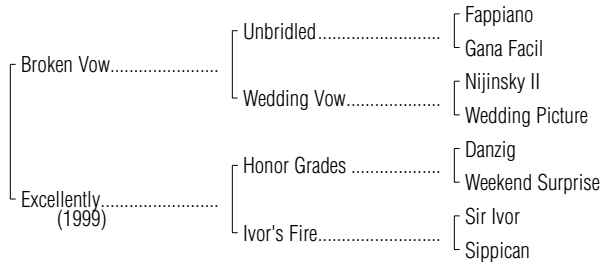 Fappiano
Unbridled
Gana Facil
Broken Vow
Nijinsky II
Wedding Vow
Wedding Picture
Danzig
Honor Grades
Weekend Surprise
Excellently
(1999)
Sir Ivor
Ivor's Fire
Sippican